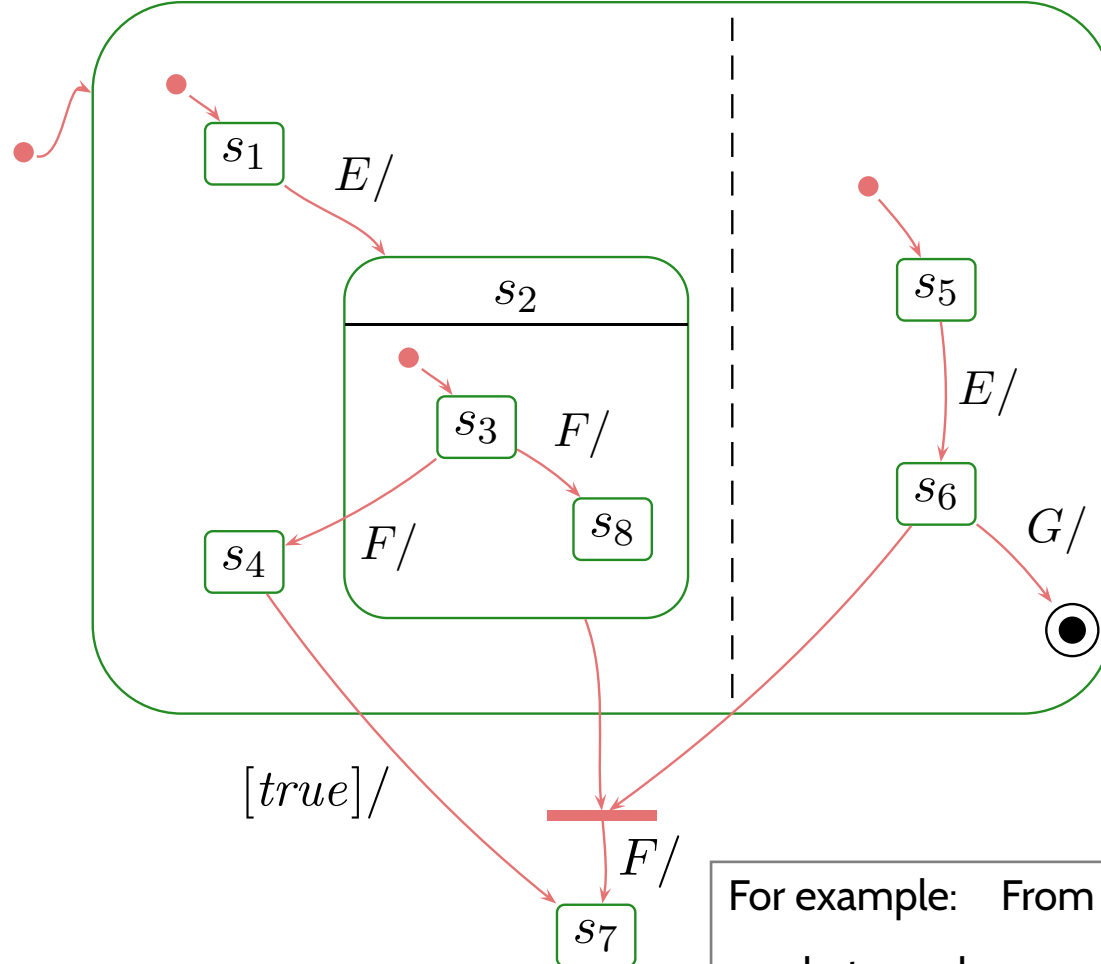 s₁
E/
s₂
s₅
E/
s₃
F/
s₆
s₈
G/
F/
s₄
[true]/
F/
For example: From
s₇